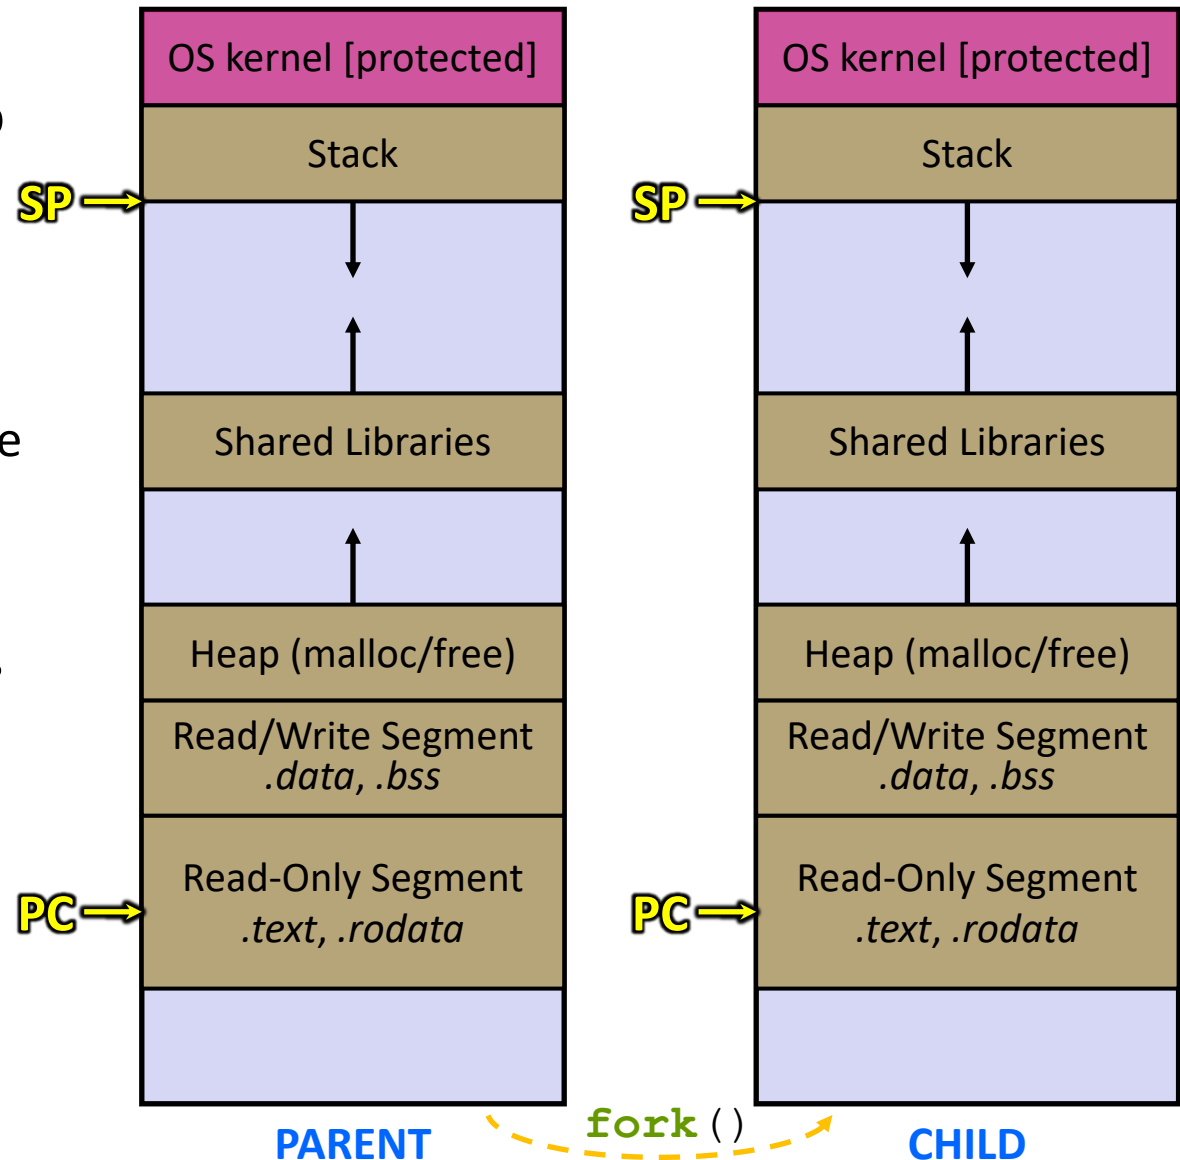 OS kernel [protected]
Stack
SP
Shared Libraries
Heap (malloc/free)
Read/Write Segment
.data, .bss
Read-Only Segment
.text, .rodata
PC
PARENT
OS kernel [protected]
Stack
SP
Shared Libraries
Heap (malloc/free)
Read/Write Segment
.data, .bss
Read-Only Segment
.text, .rodata
PC
CHILD
fork()
e